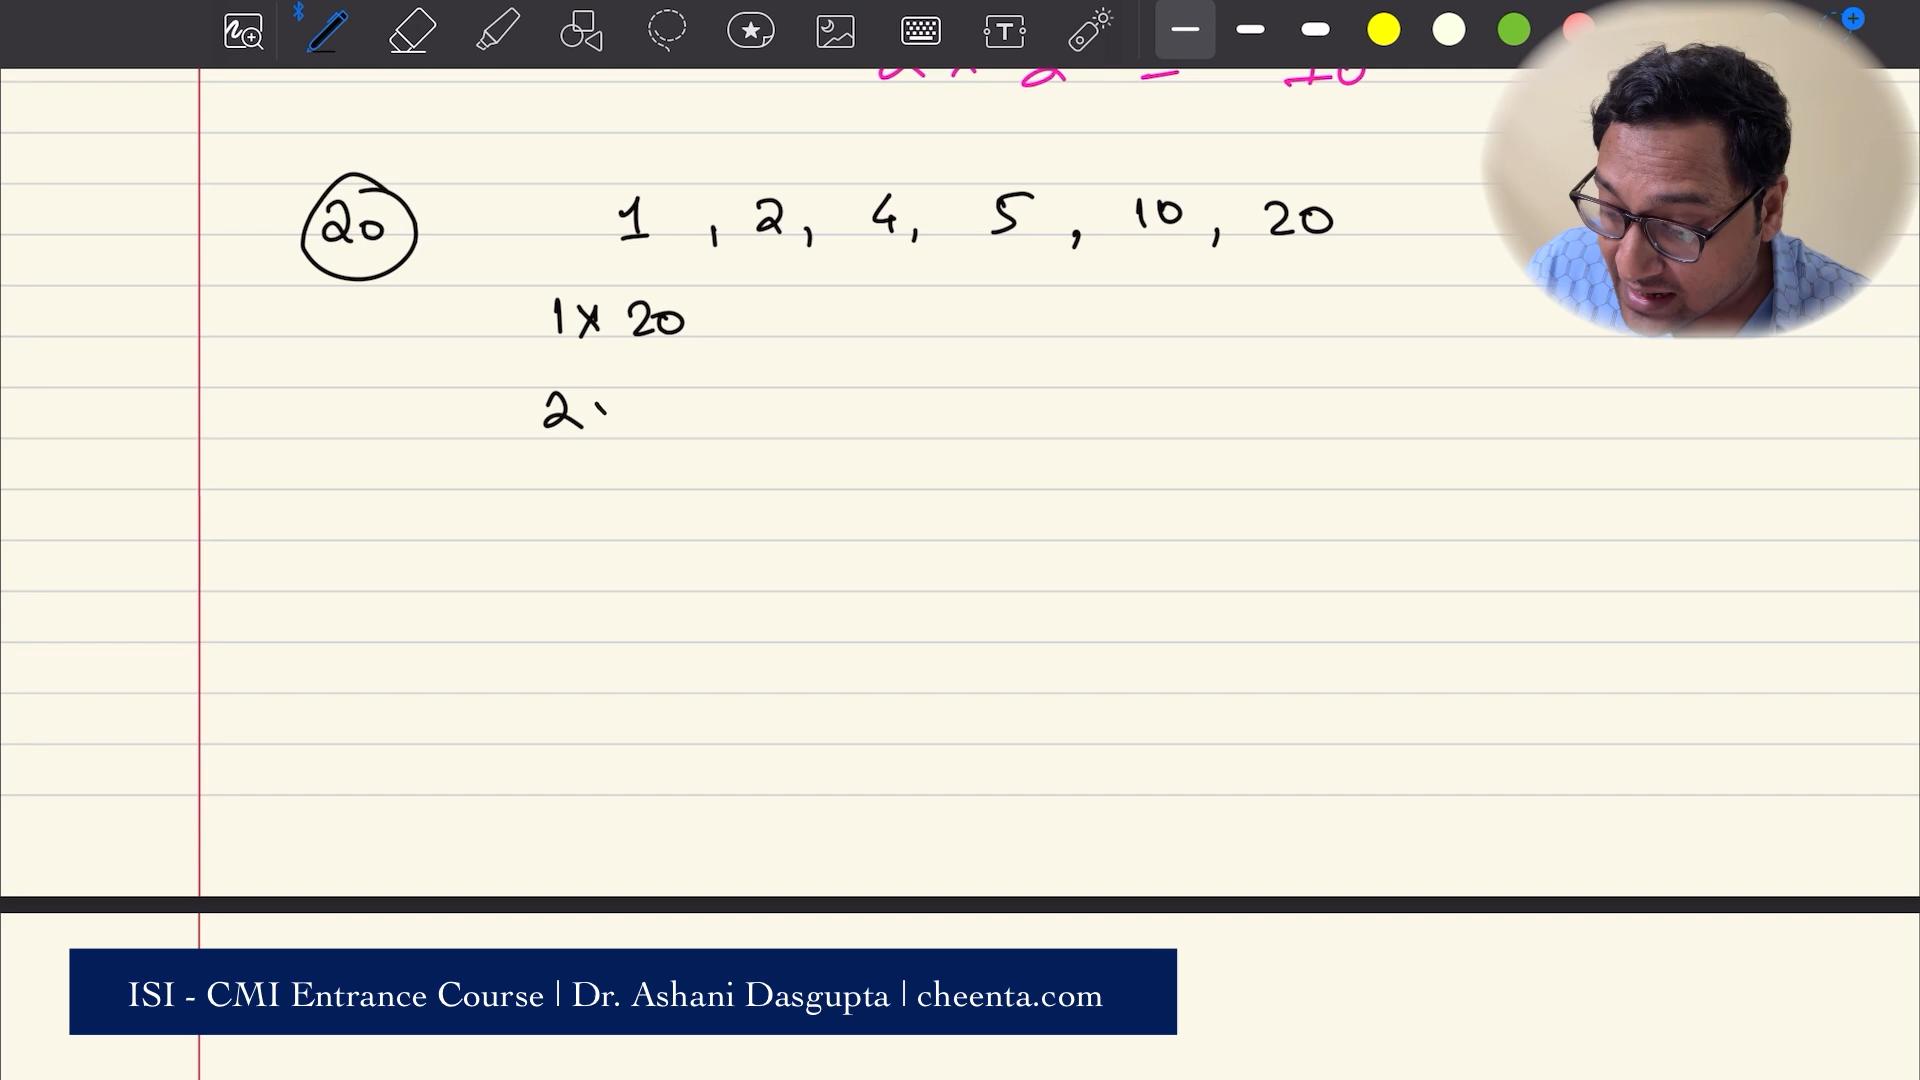 20 1 , 2, 4, 5 , 10 , 20
1 x 20
2
ISI - CMI Entrance Course | Dr. Ashani Dasgupta | cheenta.com